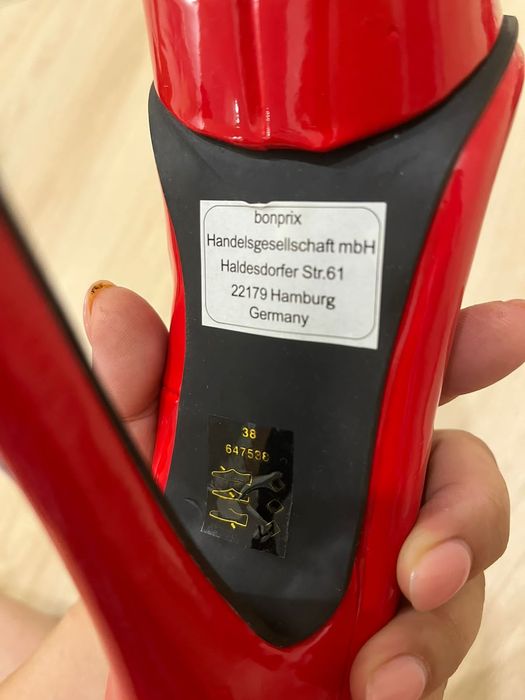 bonprix
Handelsgesellschaft mbH
Haldesdorfer Str.61
22179 Hamburg
Germany
38
647538